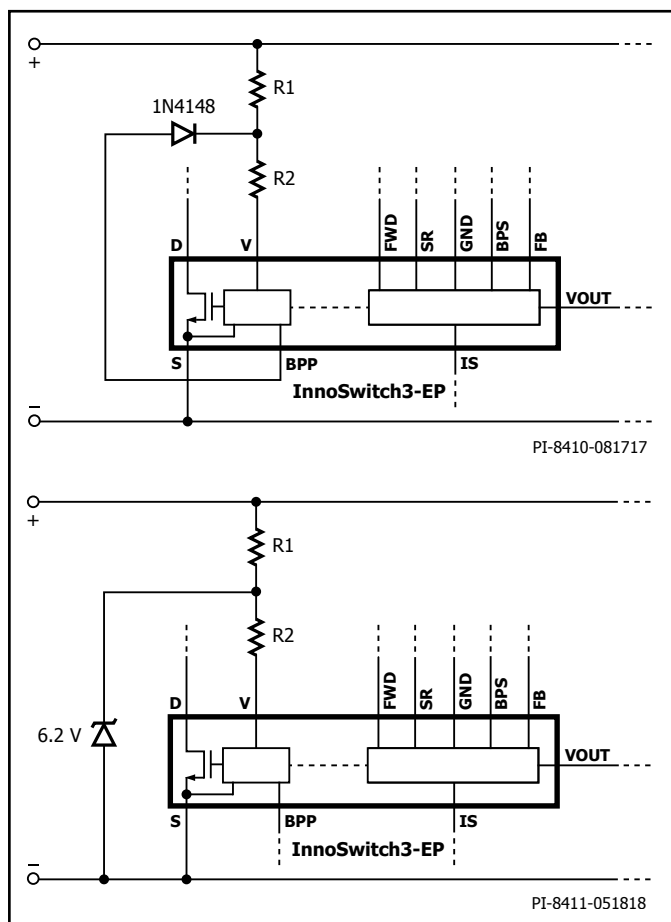 +
R1
1N4148
R2
D
V
FWD
SR
GND
BPS
FB
VOUT
S
BPP
IS
InnoSwitch3-EP
−
PI-8410-081717
+
R1
R2
D
V
FWD
SR
GND
BPS
FB
6.2 V
VOUT
S
BPP
IS
InnoSwitch3-EP
−
PI-8411-051818